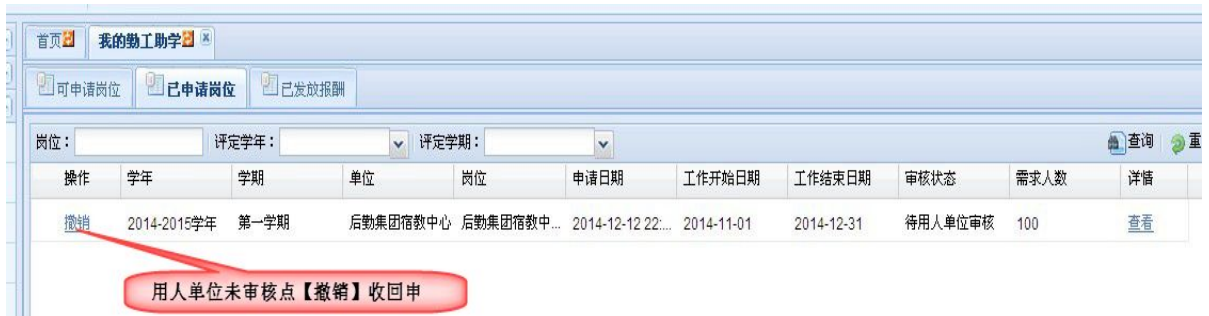 首页 我的勤工助学
可申请岗位 已申请岗位 已发放报酬
岗位： 评定学年： 评定学期： 查询 重
操作 学年 学期 单位 岗位 申请日期 工作开始日期 工作结束日期 审核状态 需求人数 详情
撤销 2014-2015学年 第一学期 后勤集团宿教中心 后勤集团宿教中... 2014-12-12 22:... 2014-11-01 2014-12-31 待用人单位审核 100 查看
用人单位未审核点【撤销】收回申